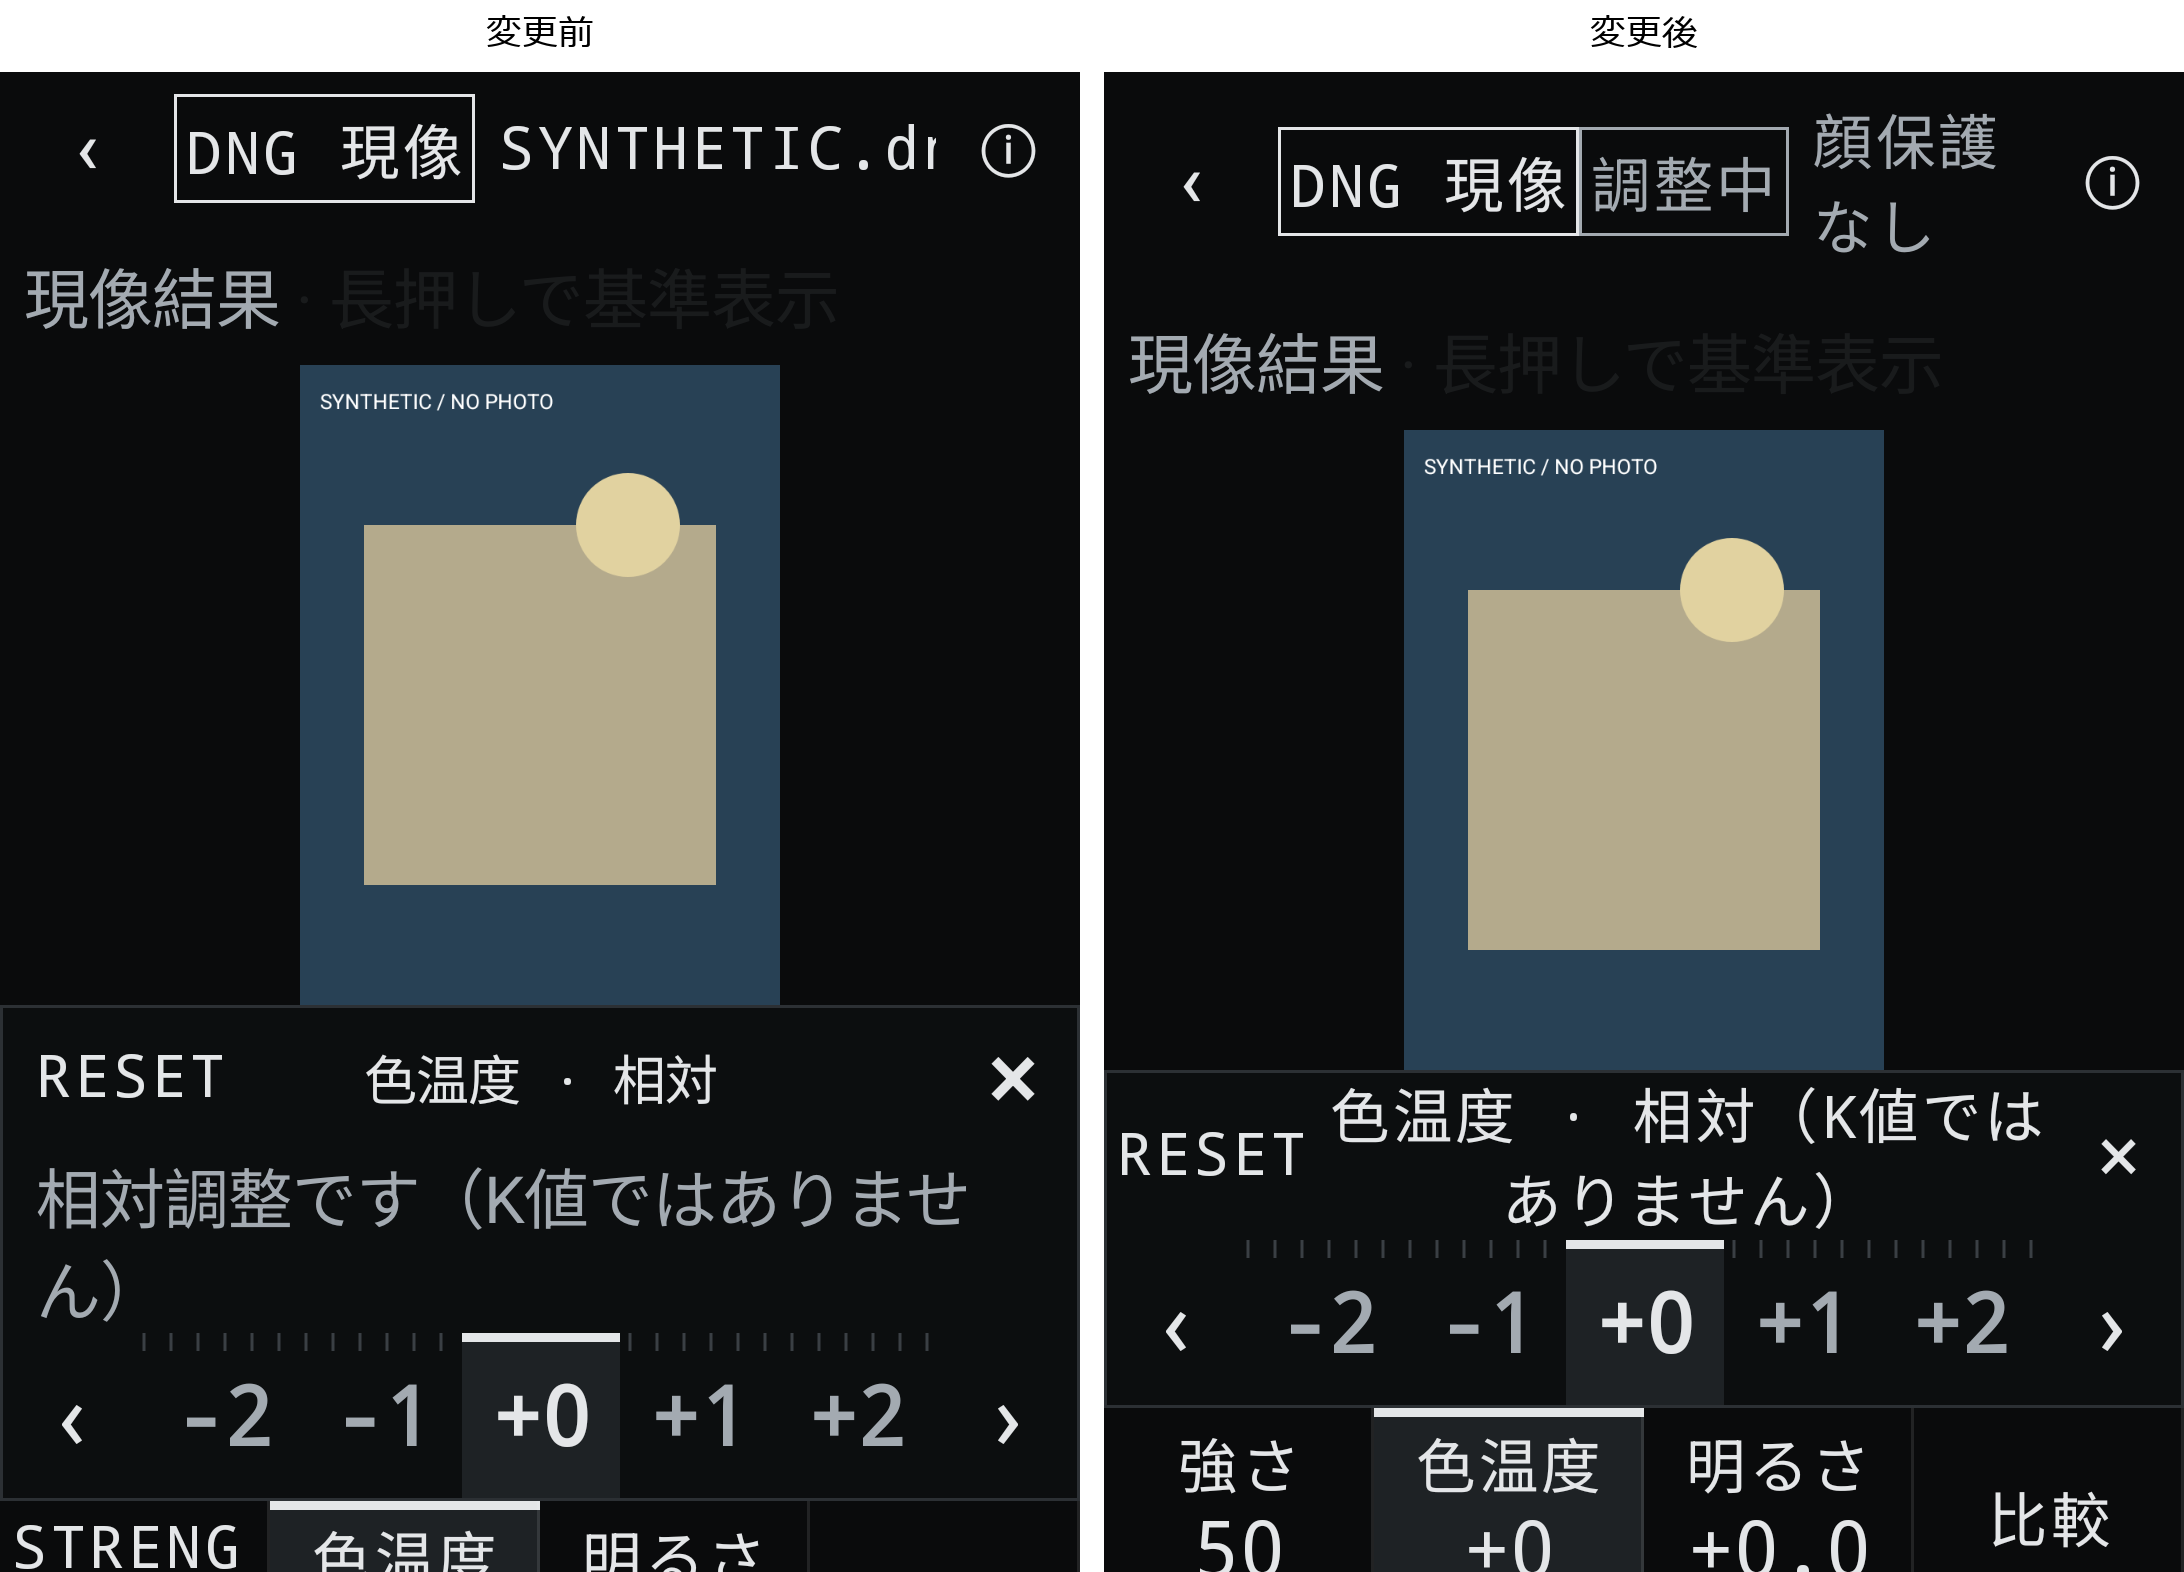 変更前
‹ DNG 現像 SYNTHETIC.dn ⓘ
現像結果 · 長押しで基準表示
SYNTHETIC / NO PHOTO
RESET 色温度 · 相対 ×
相対調整です（K値ではありませ
ん）
‹ -2 -1 +0 +1 +2 ›
STRENG 色温度 明るさ
変更後
‹ DNG 現像 調整中 顔保護
なし ⓘ
現像結果 · 長押しで基準表示
SYNTHETIC / NO PHOTO
RESET 色温度 · 相対（K値では
ありません） ×
‹ -2 -1 +0 +1 +2 ›
強さ 色温度 明るさ 比較
50 +0 +0.0